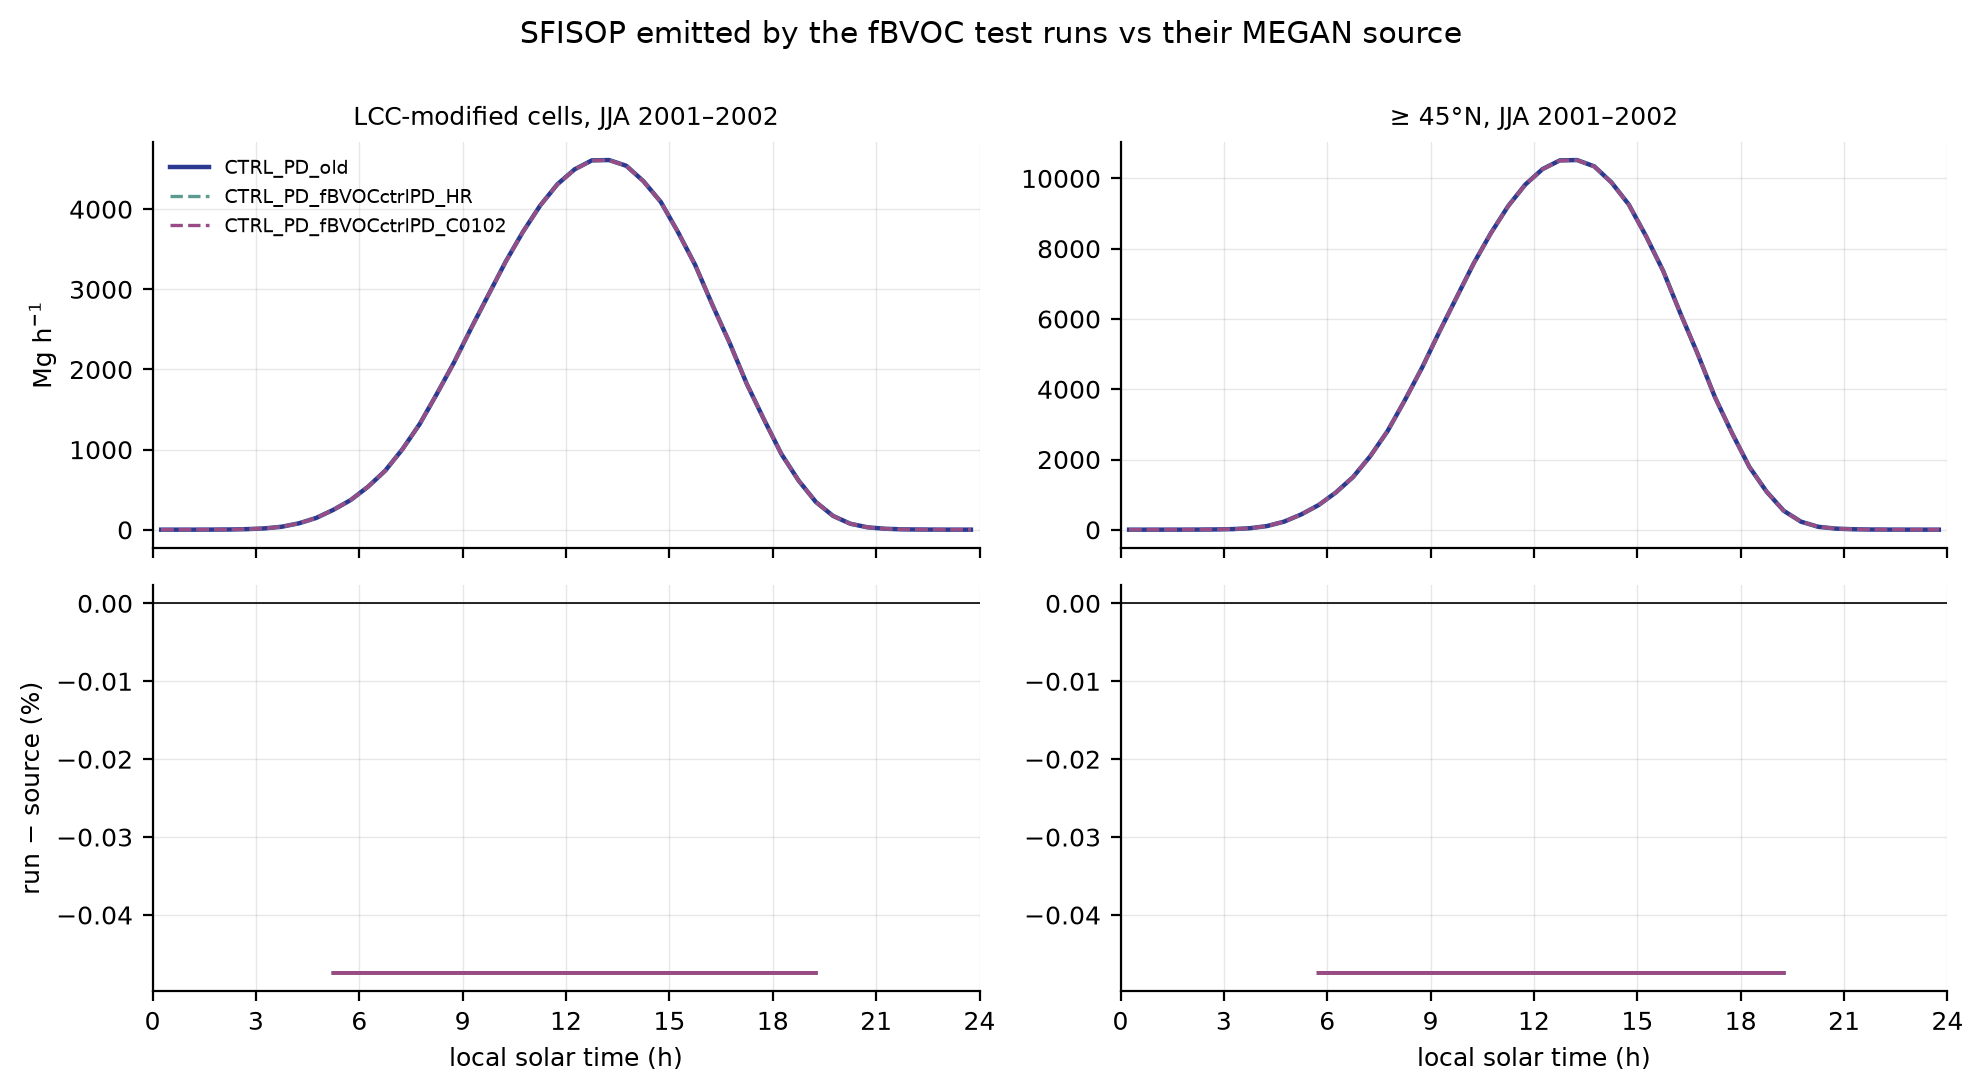 SFISOP emitted by the fBVOC test runs vs their MEGAN source
LCC-modified cells, JJA 2001–2002
CTRL_PD_old
CTRL_PD_fBVOCctrlPD_HR
CTRL_PD_fBVOCctrlPD_C0102
Mg h⁻¹
4000
3000
2000
1000
0
≥ 45°N, JJA 2001–2002
10000
8000
6000
4000
2000
0
run − source (%)
0.00
−0.01
−0.02
−0.03
−0.04
0 3 6 9 12 15 18 21 24
local solar time (h)
0.00
−0.01
−0.02
−0.03
−0.04
0 3 6 9 12 15 18 21 24
local solar time (h)